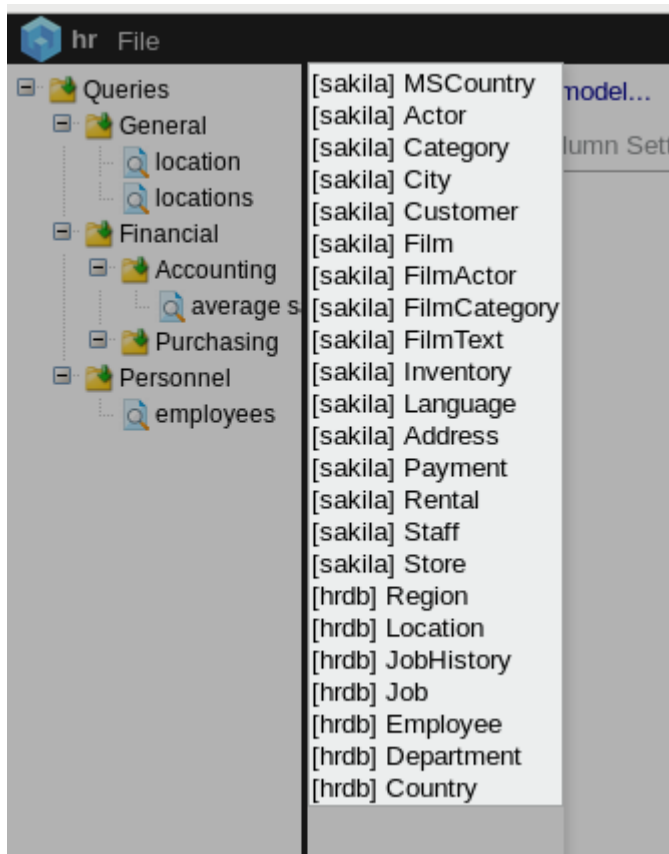 hr File
Queries
General
location
locations
Financial
Accounting
average
Purchasing
Personnel
employees
[sakila] MSCountry
[sakila] Actor
[sakila] Category
[sakila] City
[sakila] Customer
[sakila] Film
[sakila] FilmActor
[sakila] FilmCategory
[sakila] FilmText
[sakila] Inventory
[sakila] Language
[sakila] Address
[sakila] Payment
[sakila] Rental
[sakila] Staff
[sakila] Store
[hrdb] Region
[hrdb] Location
[hrdb] JobHistory
[hrdb] Job
[hrdb] Employee
[hrdb] Department
[hrdb] Country
model...